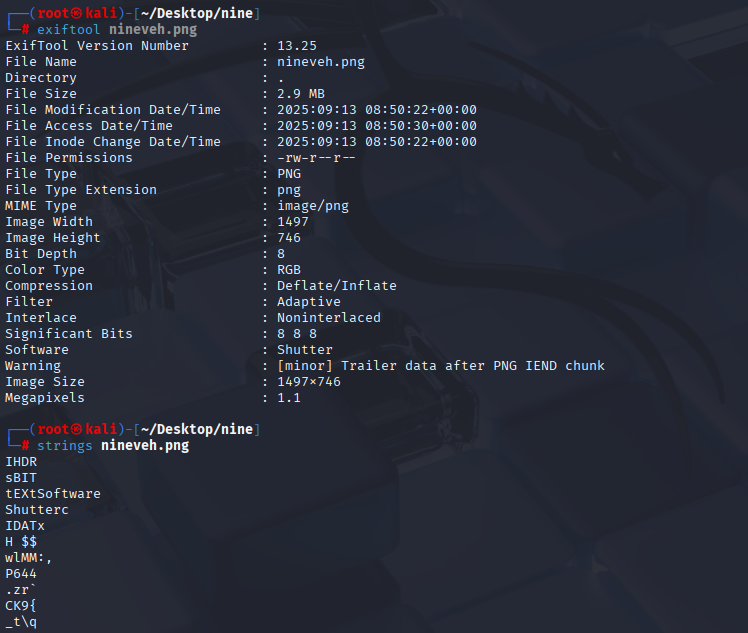 ┌──(root㉿kali)-[~/Desktop/nine]
└─# exiftool nineveh.png
ExifTool Version Number         : 13.25
File Name                       : nineveh.png
Directory                       : .
File Size                       : 2.9 MB
File Modification Date/Time     : 2025:09:13 08:50:22+00:00
File Access Date/Time           : 2025:09:13 08:50:30+00:00
File Inode Change Date/Time     : 2025:09:13 08:50:22+00:00
File Permissions                : -rw-r--r--
File Type                       : PNG
File Type Extension             : png
MIME Type                       : image/png
Image Width                     : 1497
Image Height                    : 746
Bit Depth                       : 8
Color Type                      : RGB
Compression                     : Deflate/Inflate
Filter                          : Adaptive
Interlace                       : Noninterlaced
Significant Bits                : 8 8 8
Software                        : Shutter
Warning                         : [minor] Trailer data after PNG IEND chunk
Image Size                      : 1497×746
Megapixels                      : 1.1
┌──(root㉿kali)-[~/Desktop/nine]
└─# strings nineveh.png
IHDR
sBIT
tEXtSoftware
Shutterc
IDATx
H $$
wlMM:,
P644
.zr`
CK9{
_t\q